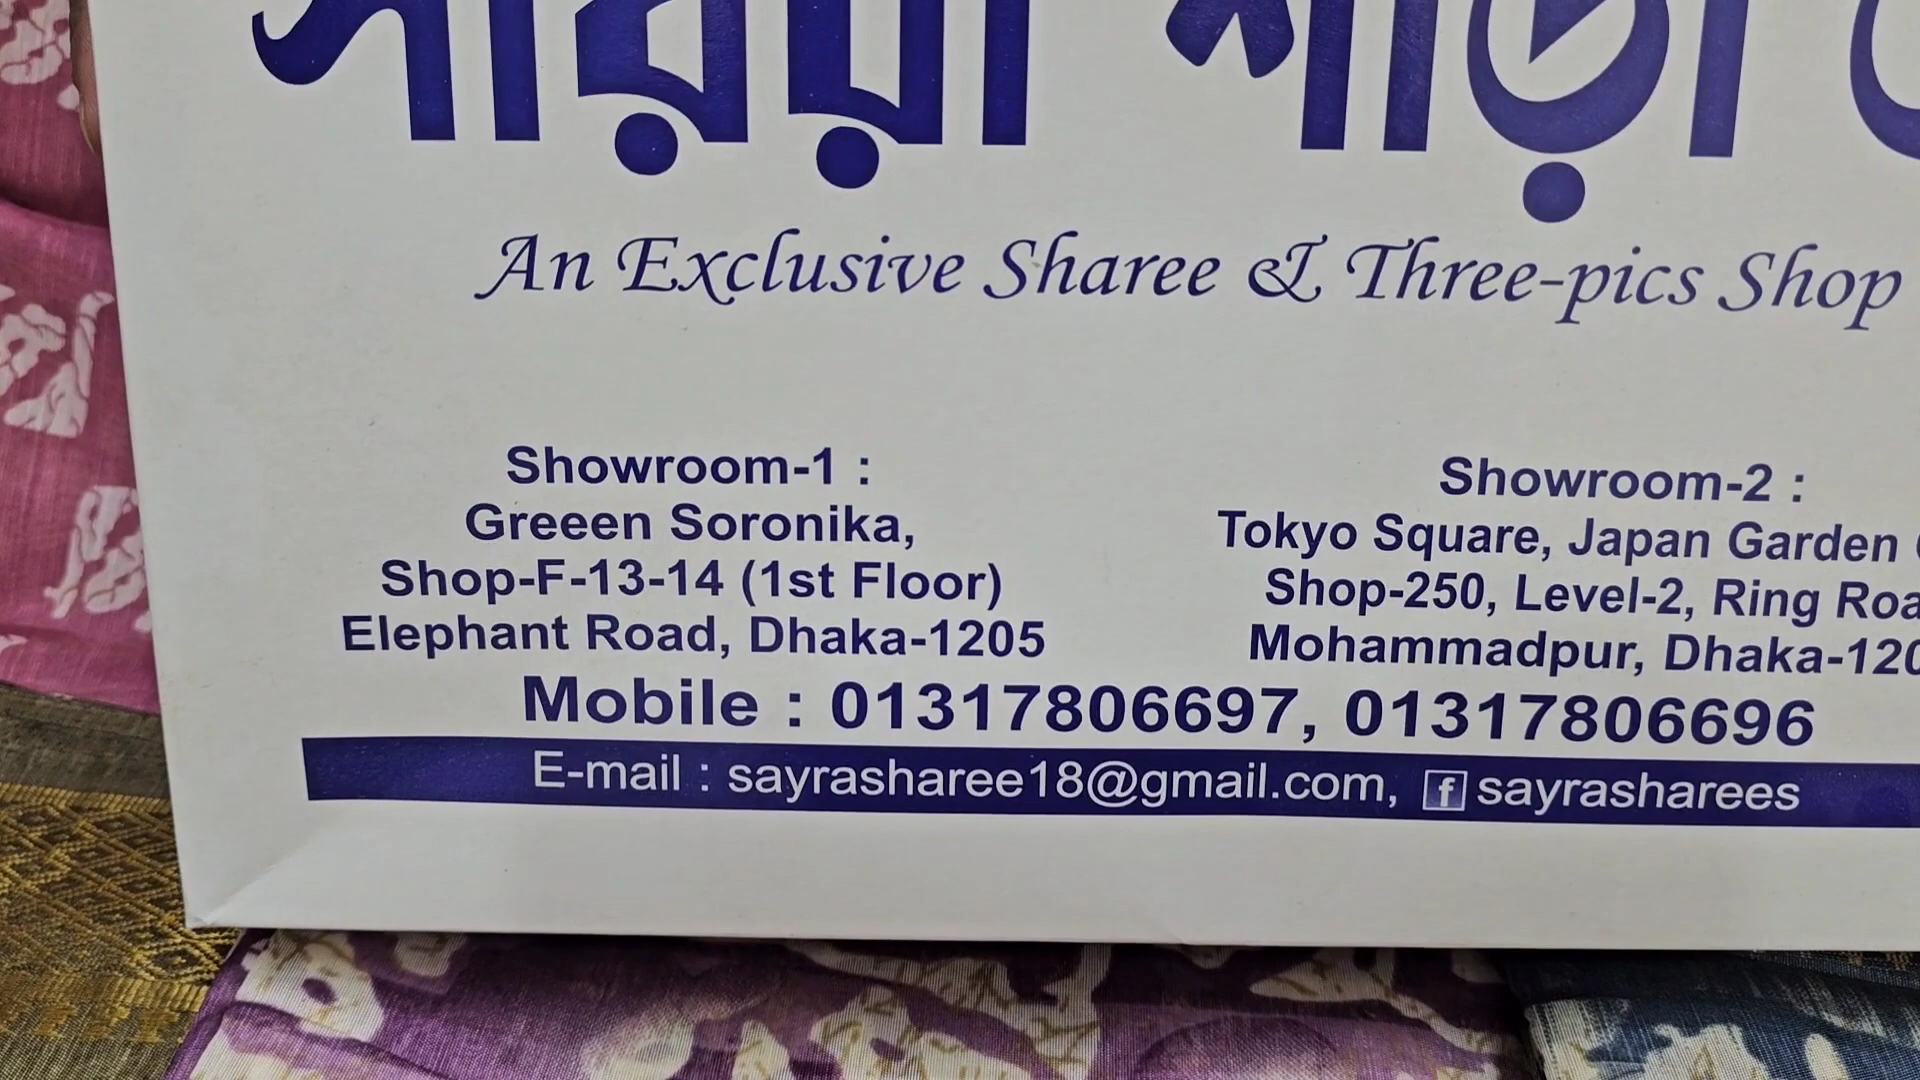 সায়রা শাড়ী
An Exclusive Sharee & Three-pics Shop
Showroom-1 :
Greeen Soronika,
Shop-F-13-14 (1st Floor)
Elephant Road, Dhaka-1205
Showroom-2 :
Tokyo Square, Japan Garden
Shop-250, Level-2, Ring
Mohammadpur,
Mobile : 01317806697, 01317806696
E-mail : sayrasharee18@gmail.com, sayrasharees